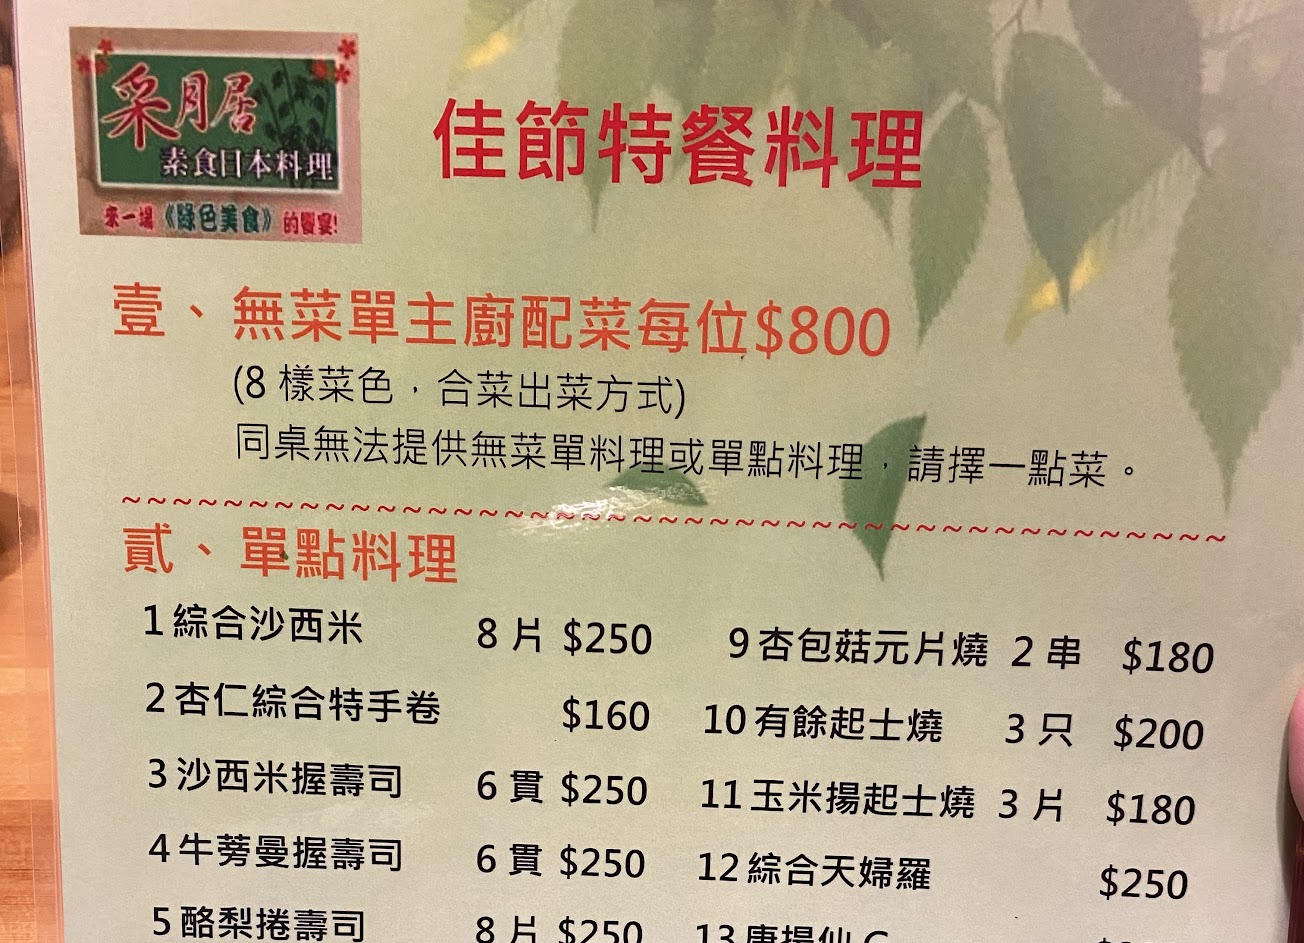 采月居
素食日本料理
來一場《綠色美食》的饗宴!
佳節特餐料理
壹、無菜單主廚配菜每位$800
(8 樣菜色，合菜出菜方式)
同桌無法提供無菜單料理或單點料理，請擇一點菜。
~~~~~~~~~~~~~~~~~~~~~~~~~~~~~~~~~~~~~~~~~~~
貳、單點料理
1 綜合沙西米 8 片 $250
2 杏仁綜合特手卷 $160
3 沙西米握壽司 6 貫 $250
4 牛蒡曼握壽司 6 貫 $250
5 酪梨捲壽司 8 片 $250
9 杏包菇元片燒 2 串 $180
10 有餘起士燒 3 只 $200
11 玉米揚起士燒 3 片 $180
12 綜合天婦羅 $250
13 唐揚仙